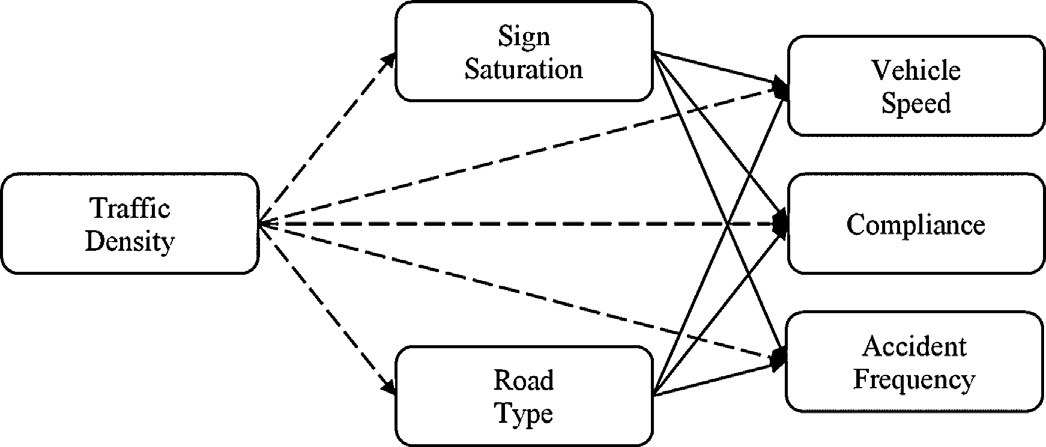 Sign
Saturation
Vehicle
Speed
Traffic
Density
Compliance
Road
Type
Accident
Frequency